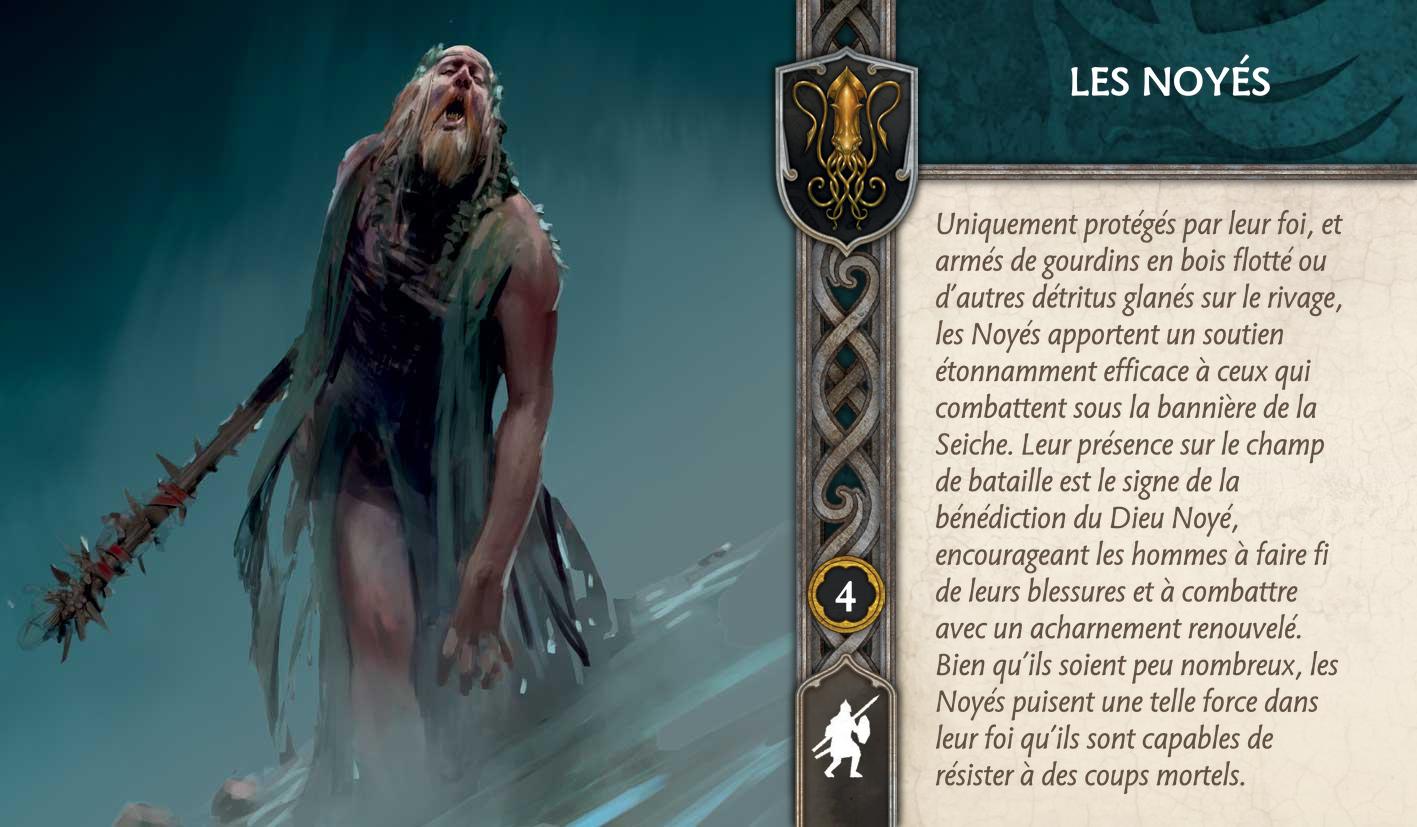 LES NOYÉS
Uniquement protégés par leur foi, et
armés de gourdins en bois flotté ou
d'autres détritus glanés sur le rivage,
les Noyés apportent un soutien
étonnamment efficace à ceux qui
combattent sous la bannière de la
Seiche. Leur présence sur le champ
de bataille est le signe de la
bénédiction du Dieu Noyé,
encourageant les hommes à faire fi
de leurs blessures et à combattre
avec un acharnement renouvelé.
Bien qu'ils soient peu nombreux, les
Noyés puisent une telle force dans
leur foi qu'ils sont capables de
résister à des coups mortels.
4